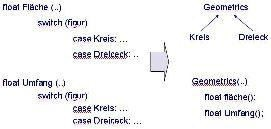 float Fläche (..)
switch (figur)
case Kreis: ...
case Dreieck: ..
float Umfang (..)
switch (figur)
case Kreis: ...
case Dreieck: ...
Geometrics
Kreis
Dreieck
Geometrics(..)
float fläche();
float Umfang();